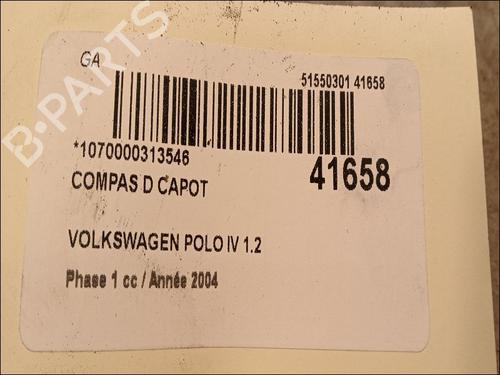 B-PARTS
GA
51550301 41658
*1070000313546
41658
COMPAS D CAPOT
VOLKSWAGEN POLO IV 1.2
Phase 1 cc / Année 2004